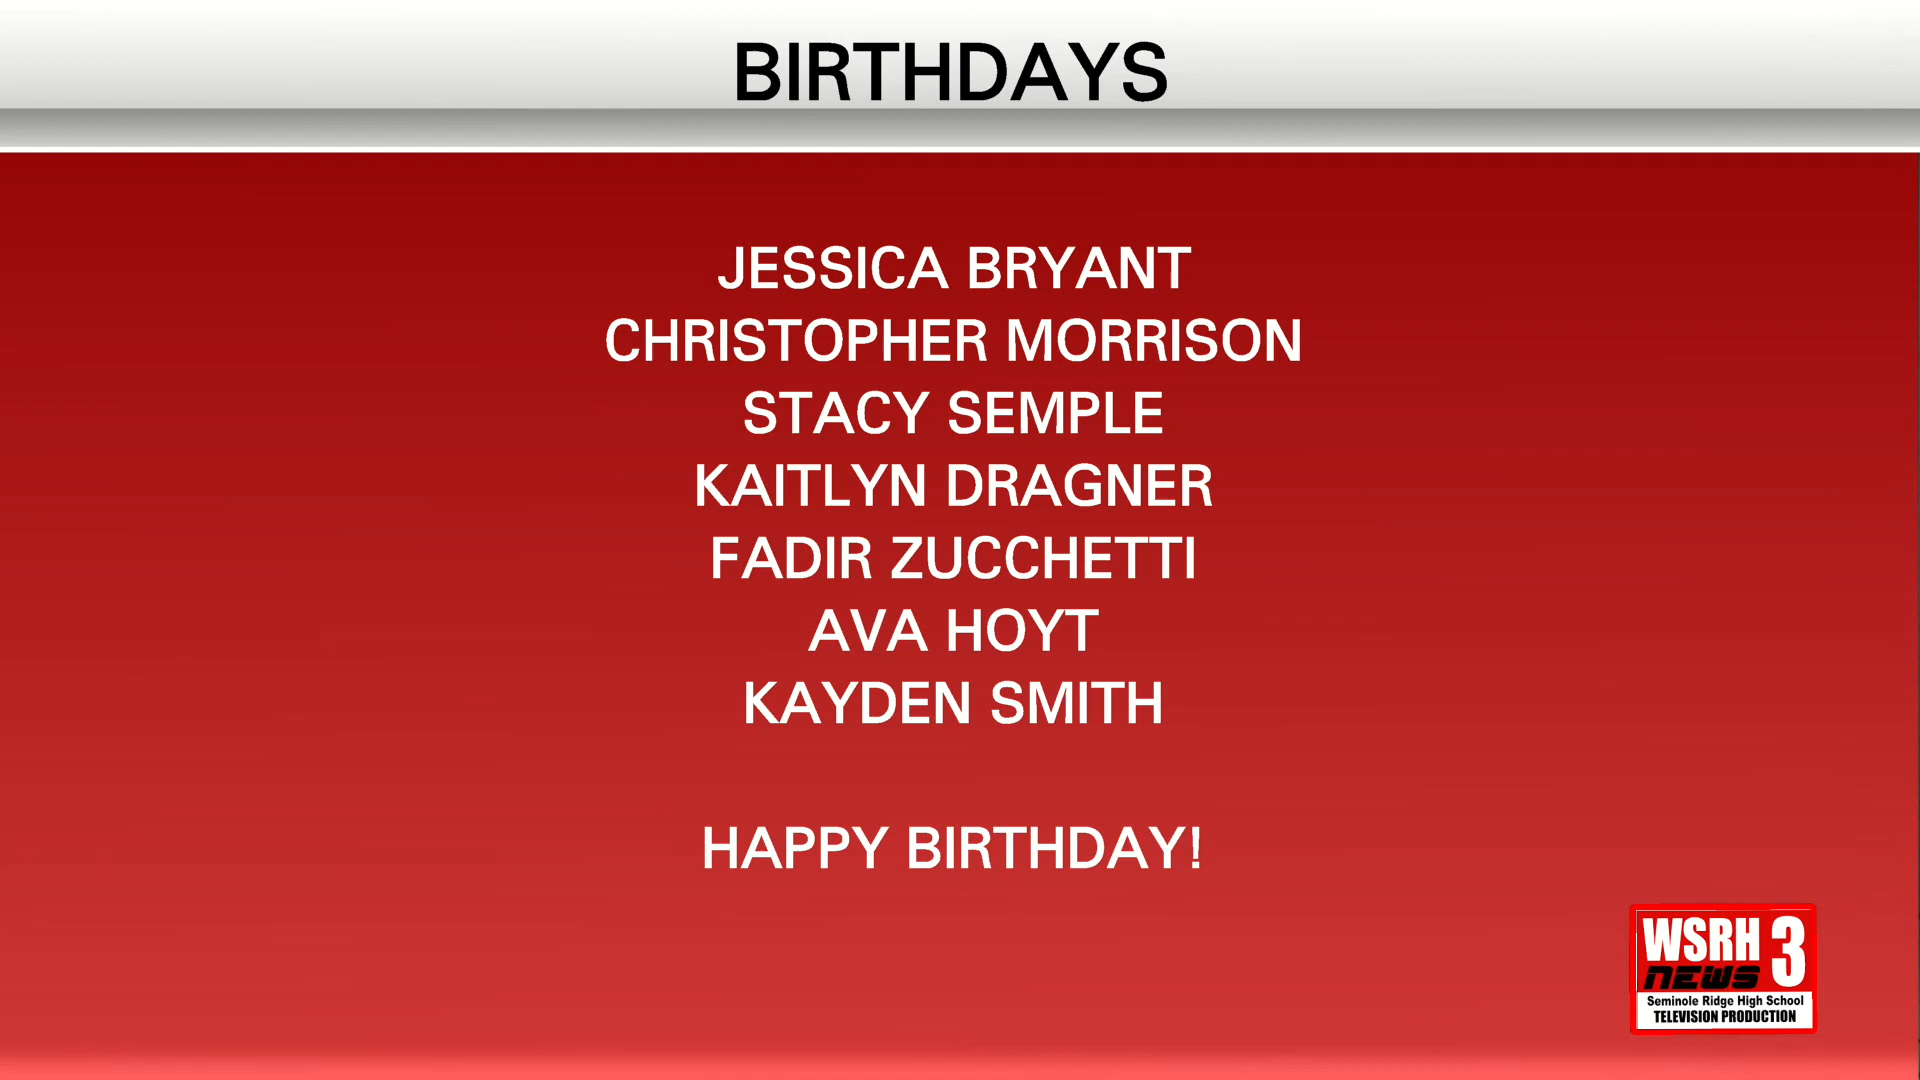 BIRTHDAYS
JESSICA BRYANT
CHRISTOPHER MORRISON
STACY SEMPLE
KAITLYN DRAGNER
FADIR ZUCCHETTI
AVA HOYT
KAYDEN SMITH
HAPPY BIRTHDAY!
WSRH 3
NEWS
Seminole Ridge High School
TELEVISION PRODUCTION